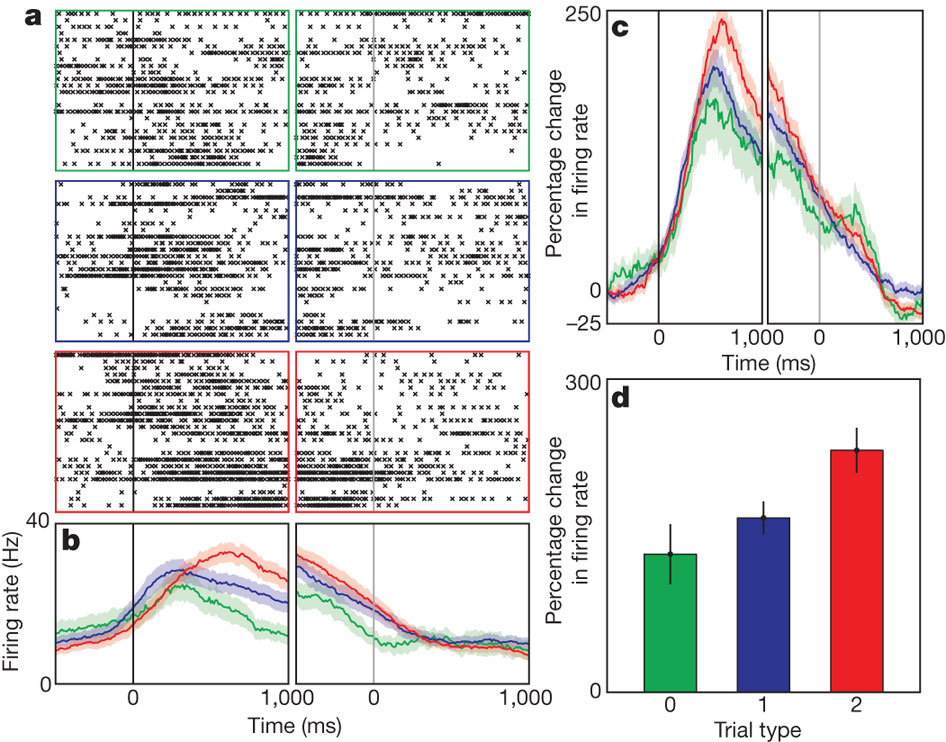 a
b
40
Firing rate (Hz)
0
0
1,000
0
1,000
Time (ms)
c
250
Percentage change
in firing rate
0
–25
0
1,000
0
1,000
Time (ms)
d
300
Percentage change
in firing rate
0
0
1
2
Trial type